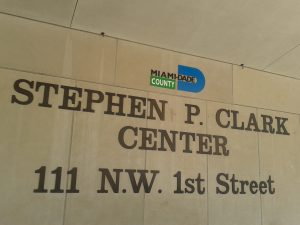 MIAMI-DADE
COUNTY
STEPHEN P. CLARK
CENTER
111 N.W. 1st Street